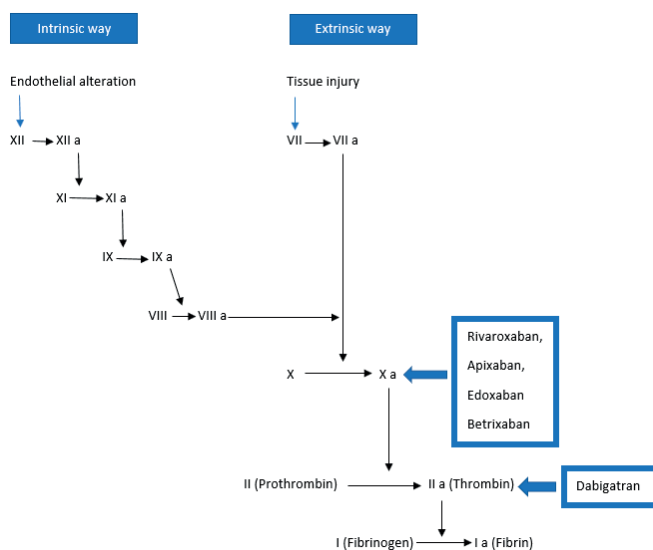 Intrinsic way
Extrinsic way
Endothelial alteration
Tissue injury
XII
XII a
VII
VII a
XI
XI a
IX
IX a
VIII
VIII a
Rivaroxaban,
Apixaban,
Edoxaban
Betrixaban
X
X a
II (Prothrombin)
II a (Thrombin)
Dabigatran
I (Fibrinogen)
I a (Fibrin)